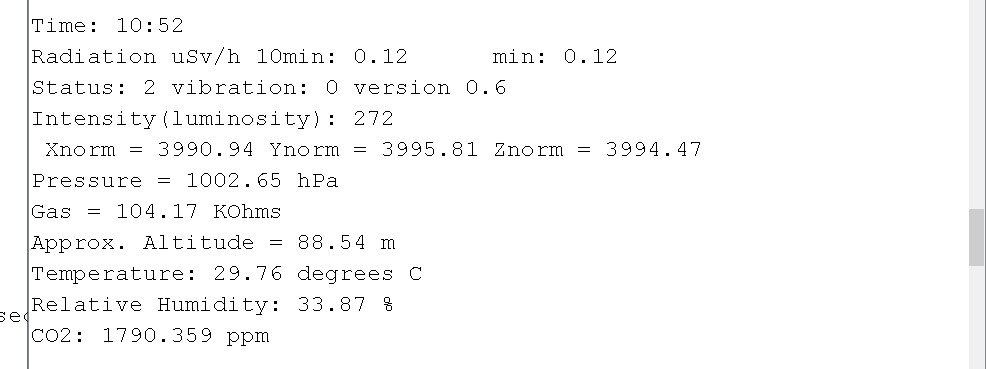 Time: 10:52
Radiation uSv/h 10min: 0.12      min: 0.12
Status: 2 vibration: 0 version 0.6
Intensity(luminosity): 272
 Xnorm = 3990.94 Ynorm = 3995.81 Znorm = 3994.47
Pressure = 1002.65 hPa
Gas = 104.17 KOhms
Approx. Altitude = 88.54 m
Temperature: 29.76 degrees C
Relative Humidity: 33.87 %
CO2: 1790.359 ppm